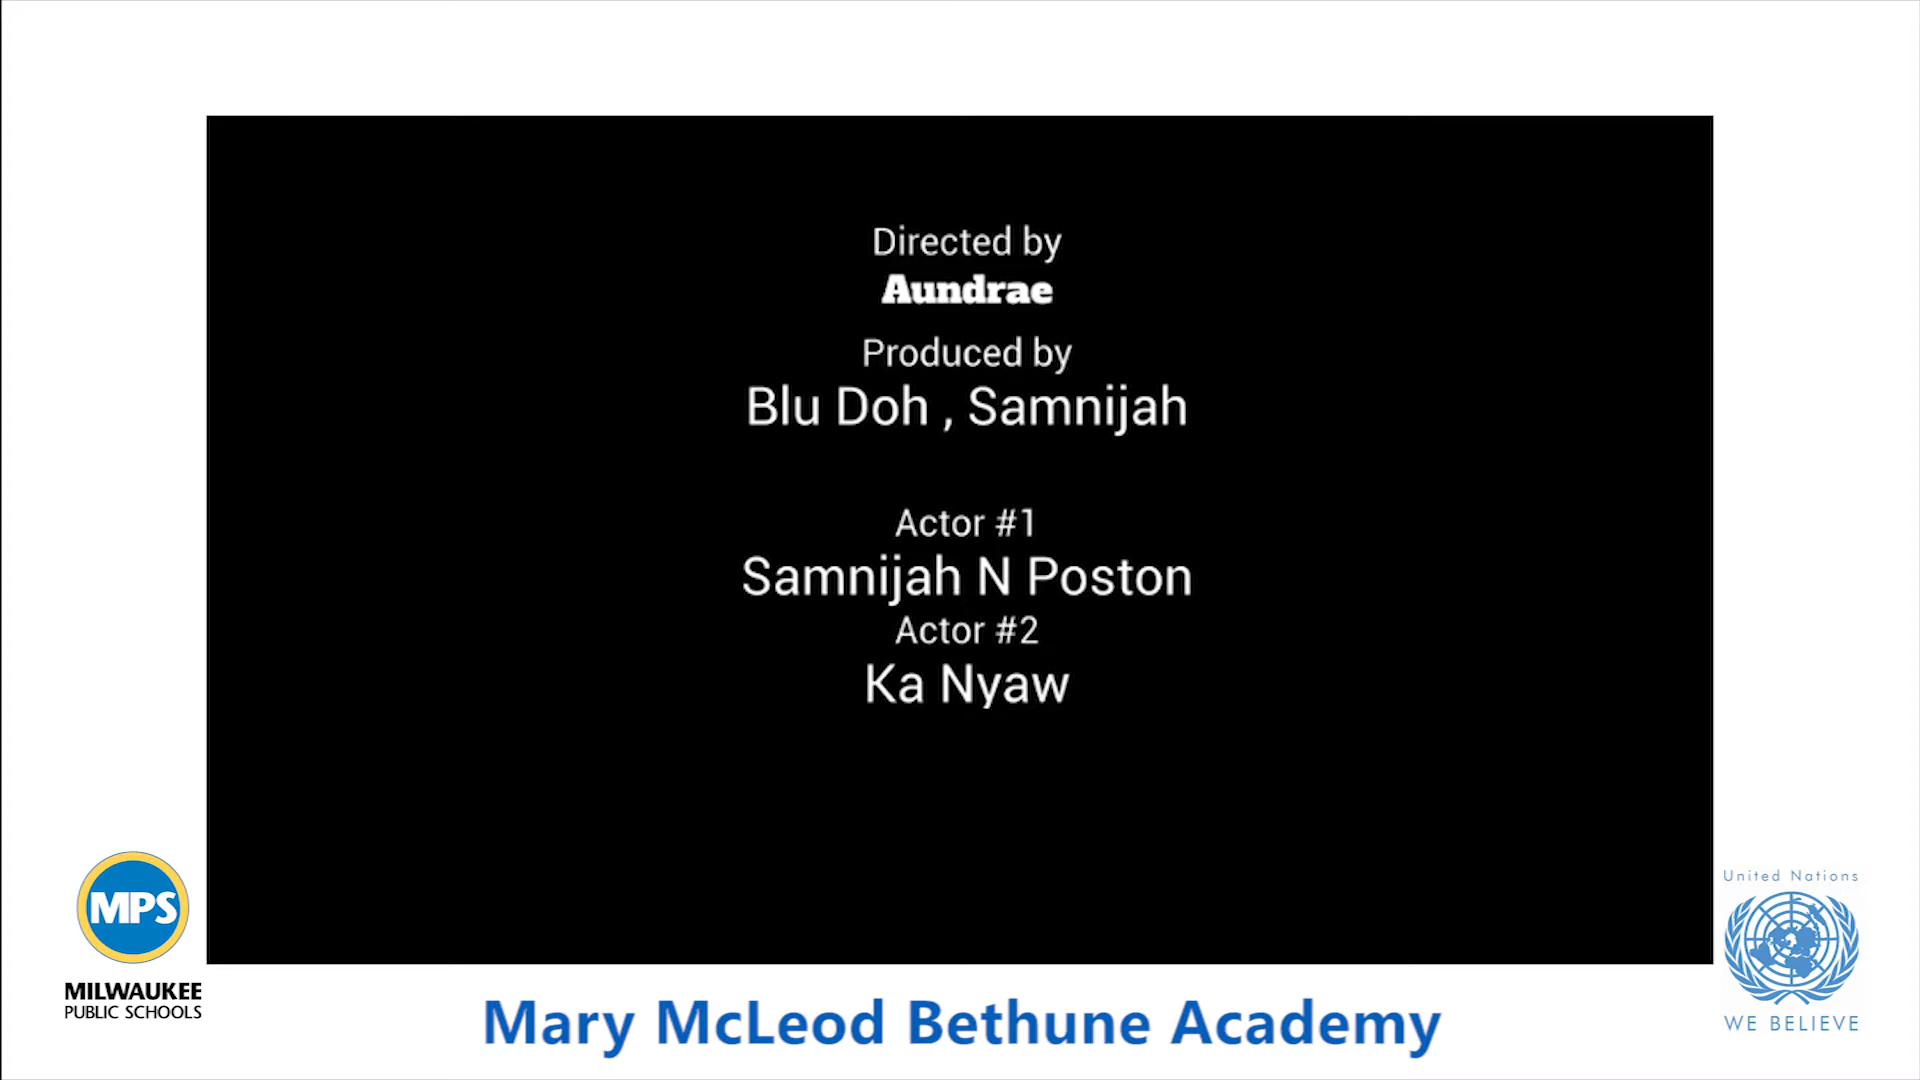 Directed by
Aundrae
Produced by
Blu Doh , Samnijah
Actor #1
Samnijah N Poston
Actor #2
Ka Nyaw
MPS
MILWAUKEE
PUBLIC SCHOOLS
Mary McLeod Bethune Academy
United Nations
WE BELIEVE